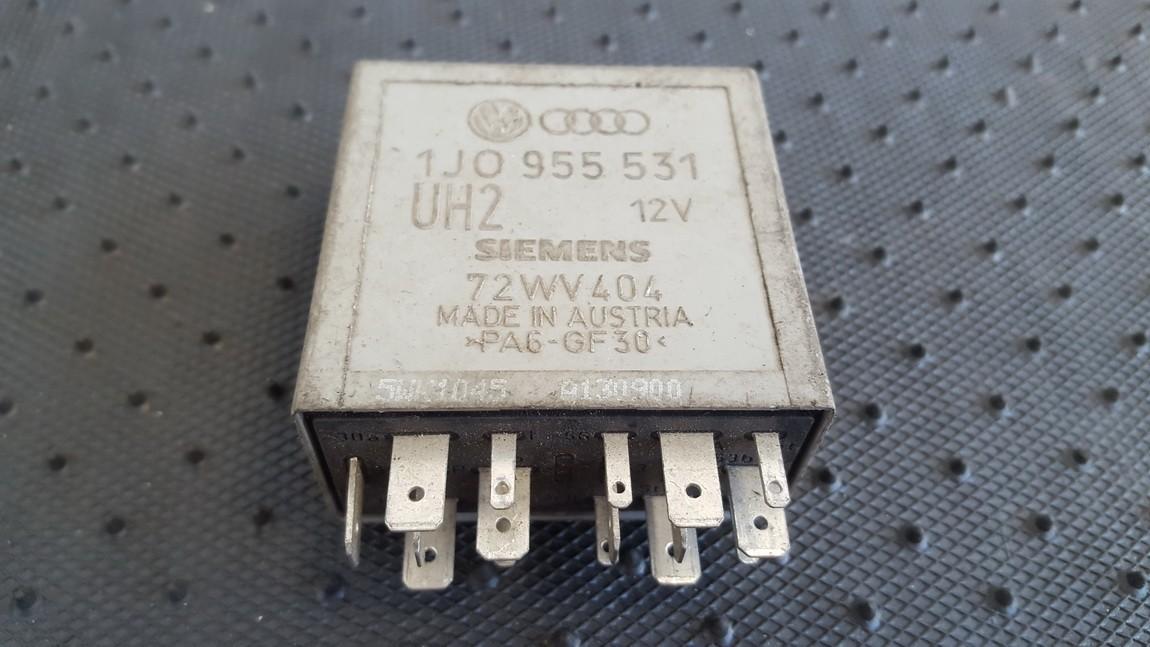 1J0 955 531
UH2 12V
SIEMENS
72WV404
MADE IN AUSTRIA
>PA6-GF30<